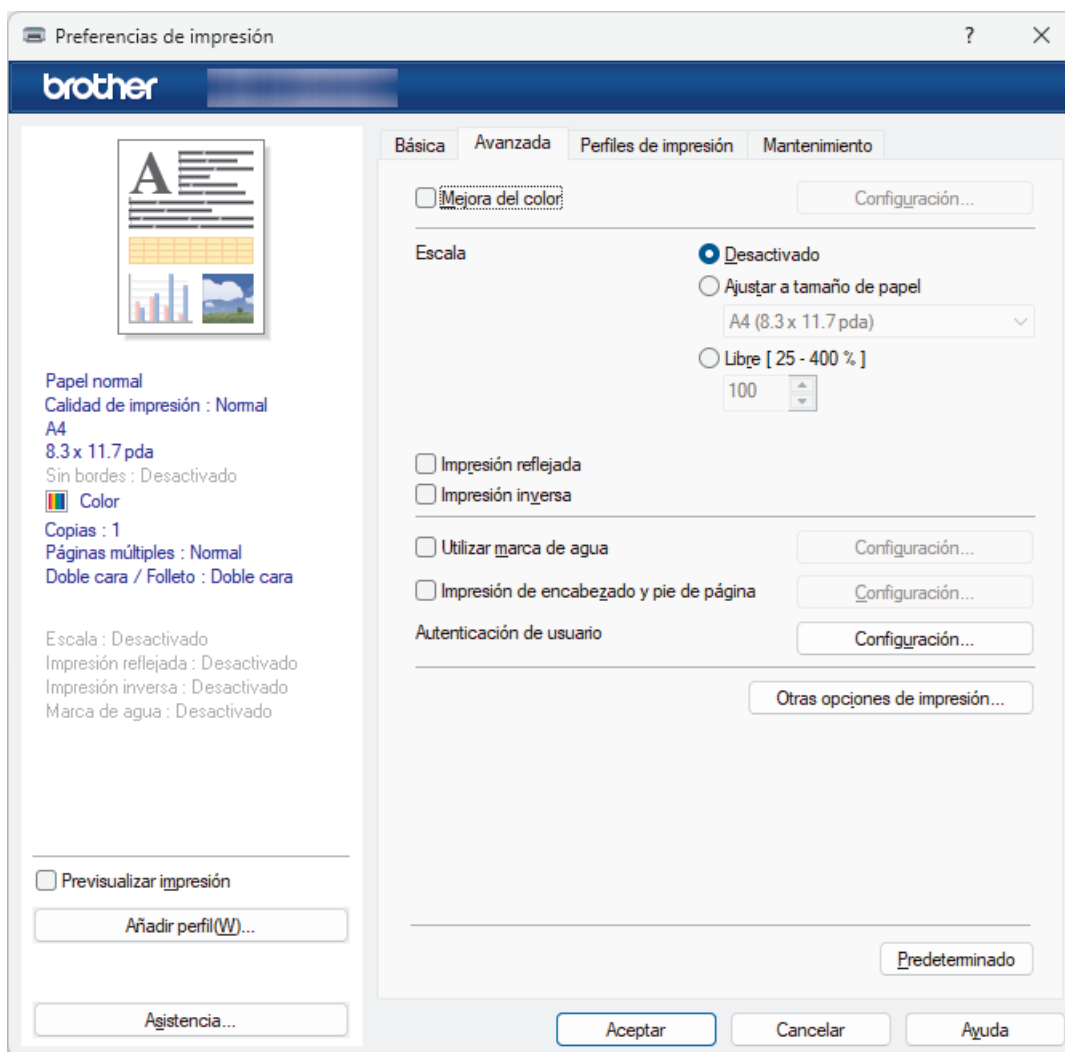 Preferencias de impresión
?
brother
A
Papel normal
Calidad de impresión : Normal
A4
8.3 x 11.7 pda
Sin bordes : Desactivado
Color
Copias : 1
Páginas múltiples : Normal
Doble cara / Folleto : Doble cara
Escala : Desactivado
Impresión reflejada : Desactivado
Impresión inversa : Desactivado
Marca de agua : Desactivado
Previsualizar impresión
Añadir perfil(W)...
Asistencia...
Básica Avanzada Perfiles de impresión Mantenimiento
Mejora del color Configuración...
Escala Desactivado
Ajustar a tamaño de papel
A4 (8.3 x 11.7 pda)
Libre [ 25 - 400 % ]
100
Impresión reflejada
Impresión inversa
Utilizar marca de agua Configuración...
Impresión de encabezado y pie de página Configuración...
Autenticación de usuario Configuración...
Otras opciones de impresión...
Predeterminado
Aceptar Cancelar Ayuda